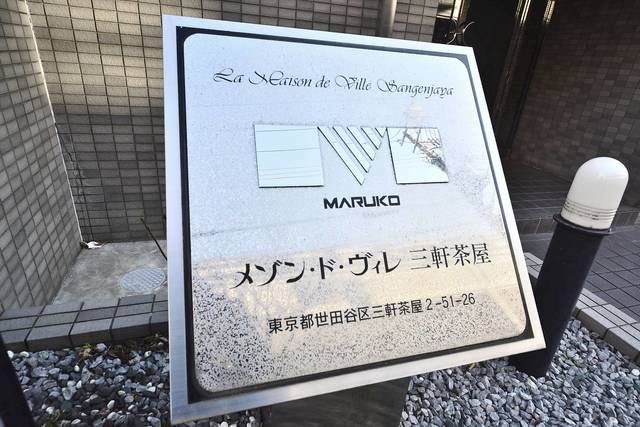 La Maison de Ville Sangenjaya
MARUKO
メゾン・ド・ヴィレ 三軒茶屋
東京都世田谷区三軒茶屋2-51-26